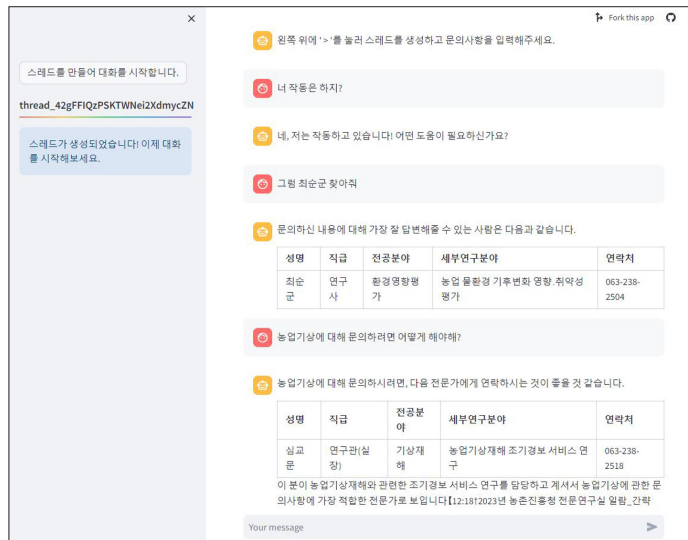 ×
Fork this app
스레드를 만들어 대화를 시작합니다.
thread_42gFFIQzPSKTWNei2XdmycZN
스레드가 생성되었습니다! 이제 대화
를 시작해보세요.
왼쪽 위에 ' > '를 눌러 스레드를 생성하고 문의사항을 입력해주세요.
너 작동은 하지?
네, 저는 작동하고 있습니다! 어떤 도움이 필요하신가요?
그럼 최순군 찾아줘
문의하신 내용에 대해 가장 잘 답변해줄 수 있는 사람은 다음과 같습니다.
성명 직급 전공분야 세부연구분야 연락처
최순 연구 환경영향평 농업 물환경 기후변화 영향.취약성 063-238-
군 사 가 평가 2504
농업기상에 대해 문의하려면 어떻게 해야해?
농업기상에 대해 문의하시려면, 다음 전문가에게 연락하시는 것이 좋을 것 같습니다.
성명 직급 전공분 세부연구분야 연락처
야
심교 연구관(실 기상재 농업기상재해 조기경보 서비스 연 063-238-
문 장) 해 구 2518
이 분이 농업기상재해와 관련한 조기경보 서비스 연구를 담당하고 계셔서 농업기상에 관한 문
의사항에 가장 적합한 전문가로 보입니다【12:18†2023년 농촌진흥청 전문연구실 일람_간략
Your message